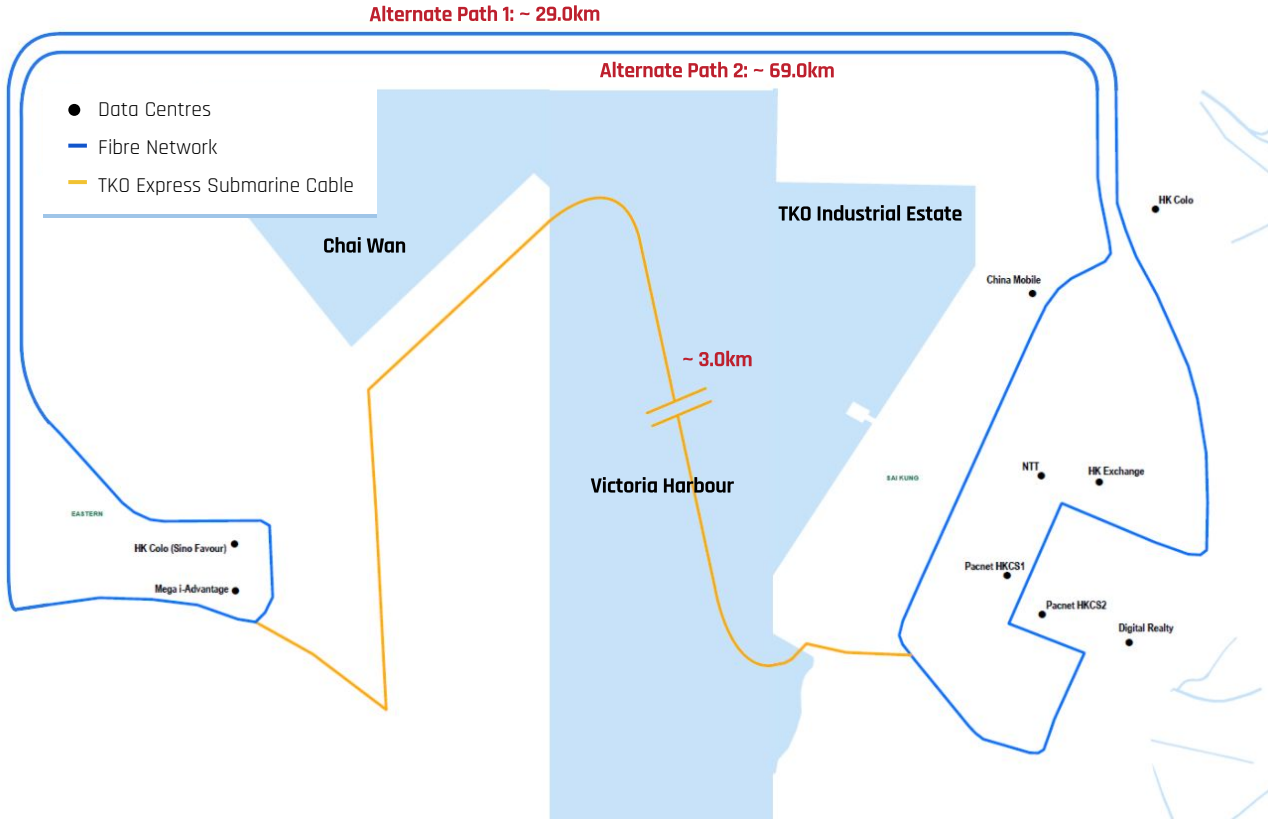 Alternate Path 1: ~ 29.0km
Alternate Path 2: ~ 69.0km
Data Centres
Fibre Network
TKO Express Submarine Cable
HK Colo
TKO Industrial Estate
Chai Wan
China Mobile
~ 3.0km
NTT
HK Exchange
SAI KUNG
Victoria Harbour
EASTERN
HK Colo (Sino Favour)
Pacnet HKCS1
Mega i-Advantage
Pacnet HKCS2
Digital Realty